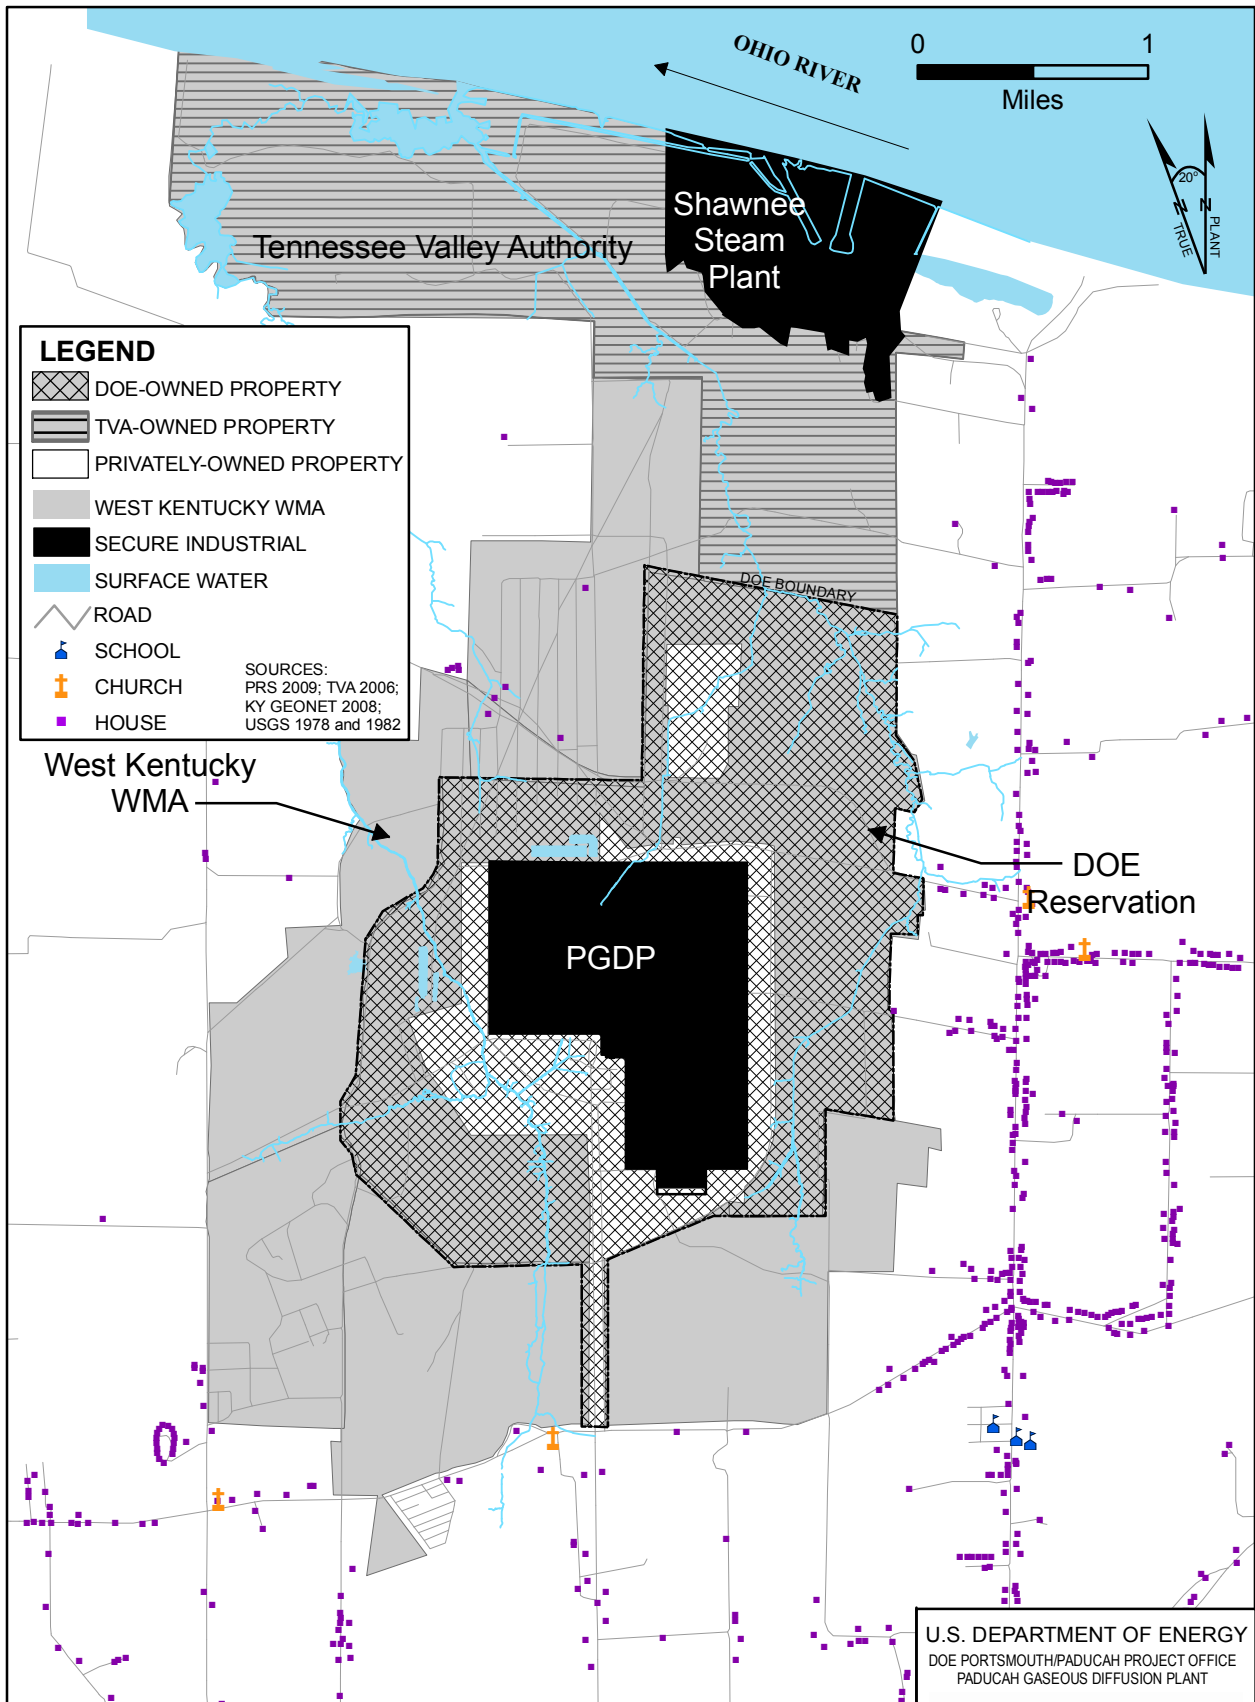 OHIO RIVER
0 1
Miles
20°
N N
TRUE
PLANT
Shawnee
Steam
Plant
Tennessee Valley Authority
LEGEND
DOE-OWNED PROPERTY
TVA-OWNED PROPERTY
PRIVATELY-OWNED PROPERTY
WEST KENTUCKY WMA
SECURE INDUSTRIAL
SURFACE WATER
ROAD
SCHOOL
CHURCH
HOUSE
SOURCES:
PRS 2009; TVA 2006;
KY GEONET 2008;
USGS 1978 and 1982
DOE BOUNDARY
West Kentucky
WMA
DOE
Reservation
PGDP
U.S. DEPARTMENT OF ENERGY
DOE PORTSMOUTH/PADUCAH PROJECT OFFICE
PADUCAH GASEOUS DIFFUSION PLANT